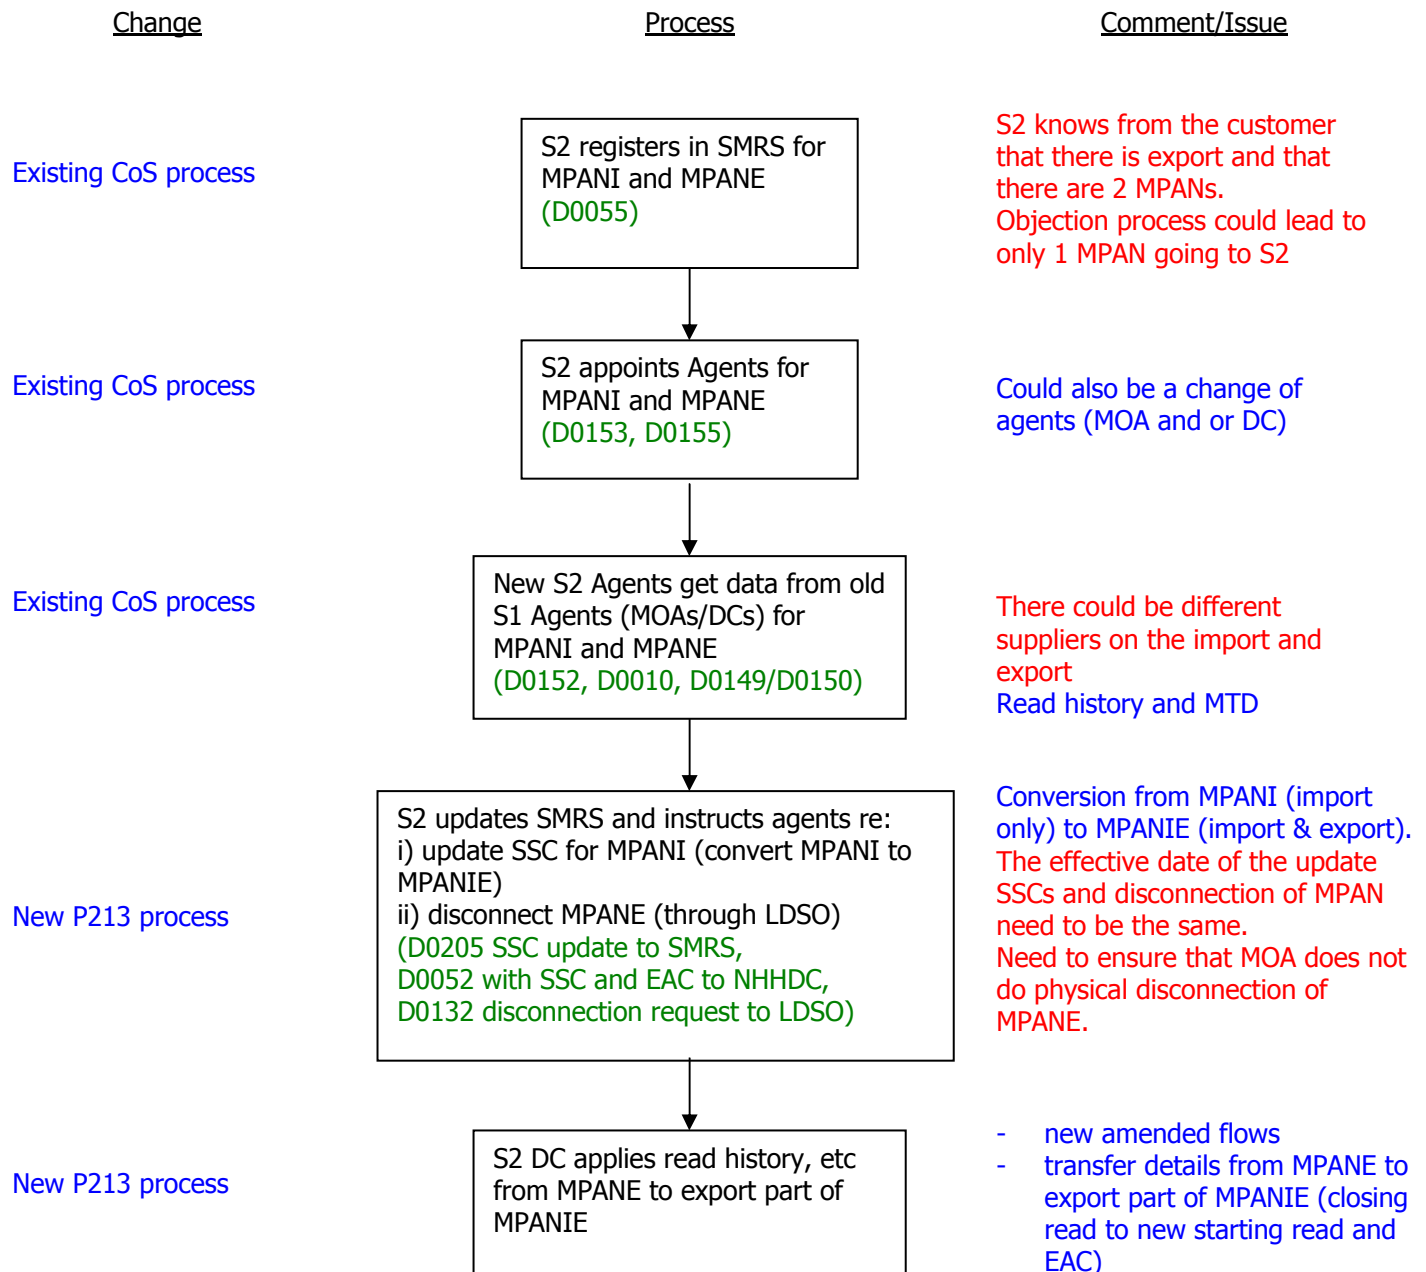 Change
Process
Comment/Issue
Existing CoS process
S2 registers in SMRS for
MPANI and MPANE
(D0055)
S2 knows from the customer
that there is export and that
there are 2 MPANs.
Objection process could lead to
only 1 MPAN going to S2
Existing CoS process
S2 appoints Agents for
MPANI and MPANE
(D0153, D0155)
Could also be a change of
agents (MOA and or DC)
Existing CoS process
New S2 Agents get data from old
S1 Agents (MOAs/DCs) for
MPANI and MPANE
(D0152, D0010, D0149/D0150)
There could be different
suppliers on the import and
export
Read history and MTD
New P213 process
S2 updates SMRS and instructs agents re:
i) update SSC for MPANI (convert MPANI to
MPANIE)
ii) disconnect MPANE (through LDSO)
(D0205 SSC update to SMRS,
D0052 with SSC and EAC to NHHDC,
D0132 disconnection request to LDSO)
Conversion from MPANI (import
only) to MPANIE (import & export).
The effective date of the update
SSCs and disconnection of MPAN
need to be the same.
Need to ensure that MOA does not
do physical disconnection of
MPANE.
New P213 process
S2 DC applies read history, etc
from MPANE to export part of
MPANIE
- new amended flows
- transfer details from MPANE to
export part of MPANIE (closing
read to new starting read and
EAC)